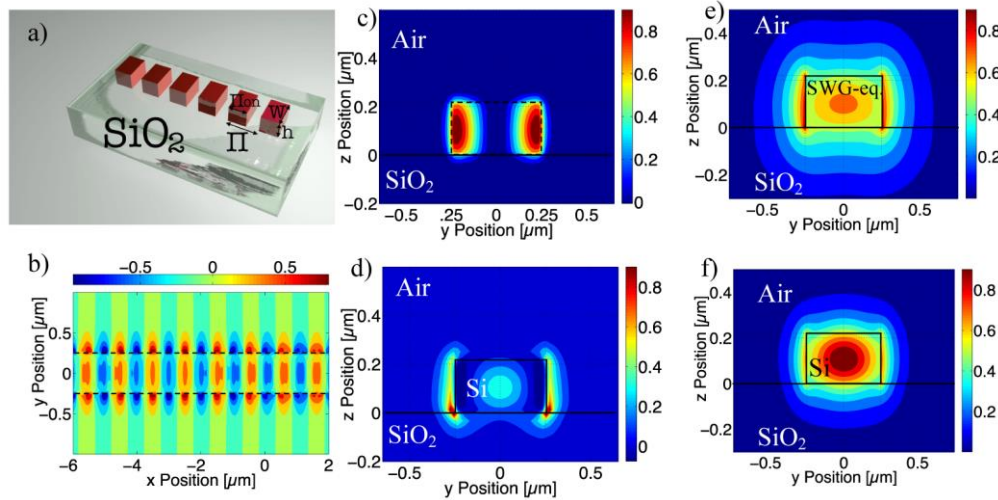 a)
Π_on
W
h
Π
SiO₂
b)
−0.5 0 0.5
y Position [μm]
0.5
0
−0.5
−6 −4 −2 0 2
x Position [μm]
c)
Air
SiO₂
z Position [μm]
0.4
0.2
0
−0.2
−0.5 .25 0 0.25 0.5
y Position [μm]
0.8
0.6
0.4
0.2
0
d)
Air
Si
SiO₂
z Position [μm]
0.4
0.2
0
−0.2
−0.5 0 0.5
y Position [μm]
0.8
0.6
0.4
0.2
0
e)
Air
SWG-eq.
SiO₂
z Position [μm]
0.4
0.2
0
−0.2
−0.5 0 0.5
y Position [μm]
0.8
0.6
0.4
0.2
f)
Air
Si
SiO₂
z Position [μm]
0.4
0.2
0
−0.2
−0.5 0 0.5
y Position [μm]
0.8
0.6
0.4
0.2